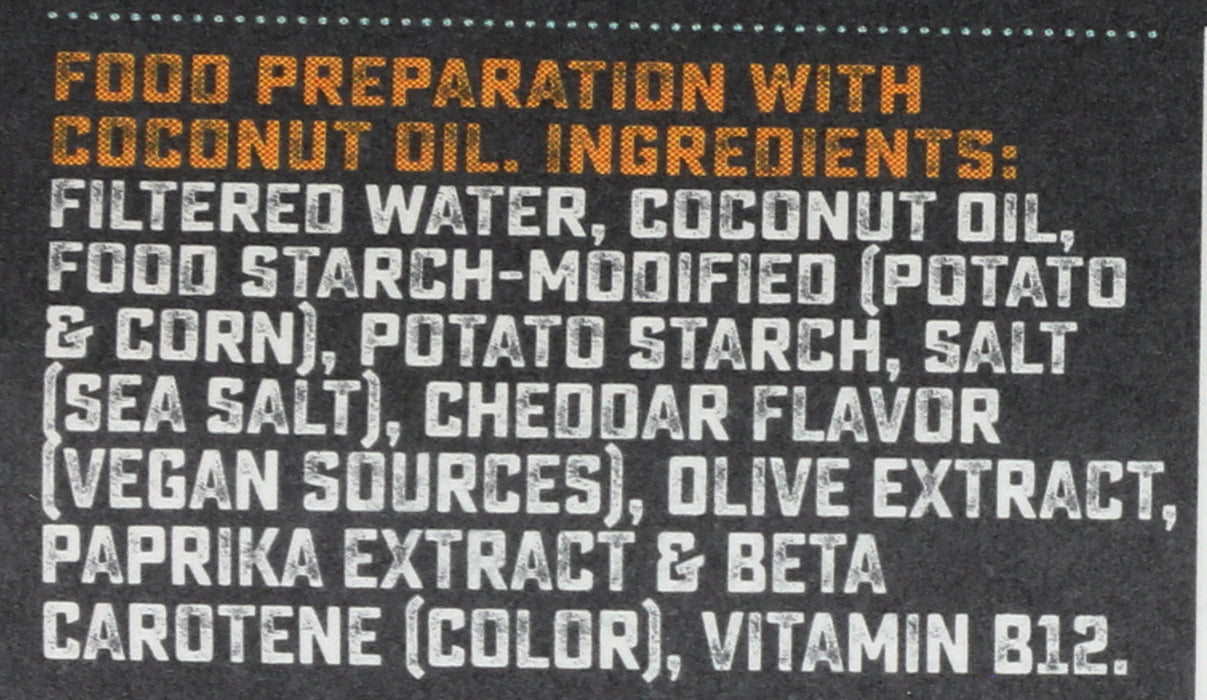 FOOD PREPARATION WITH
COCONUT OIL. INGREDIENTS:
FILTERED WATER, COCONUT OIL,
FOOD STARCH-MODIFIED (POTATO
& CORN), POTATO STARCH, SALT
(SEA SALT), CHEDDAR FLAVOR
(VEGAN SOURCES), OLIVE EXTRACT,
PAPRIKA EXTRACT & BETA
CAROTENE (COLOR), VITAMIN B12.